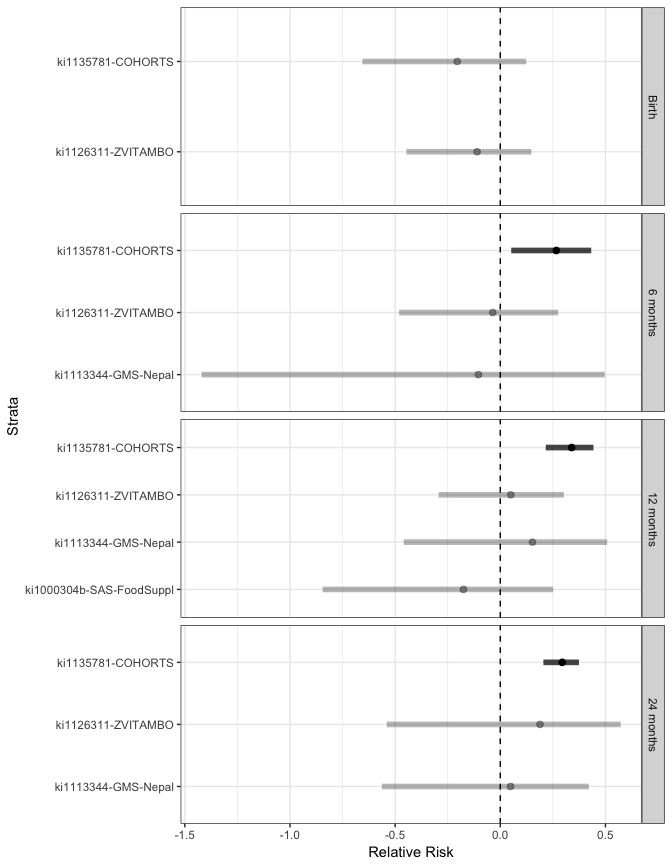 ki1135781-COHORTS
ki1126311-ZVITAMBO
Birth
ki1135781-COHORTS
ki1126311-ZVITAMBO
ki1113344-GMS-Nepal
6 months
ki1135781-COHORTS
ki1126311-ZVITAMBO
ki1113344-GMS-Nepal
ki1000304b-SAS-FoodSuppl
12 months
ki1135781-COHORTS
ki1126311-ZVITAMBO
ki1113344-GMS-Nepal
24 months
Strata
-1.5 -1.0 -0.5 0.0 0.5
Relative Risk